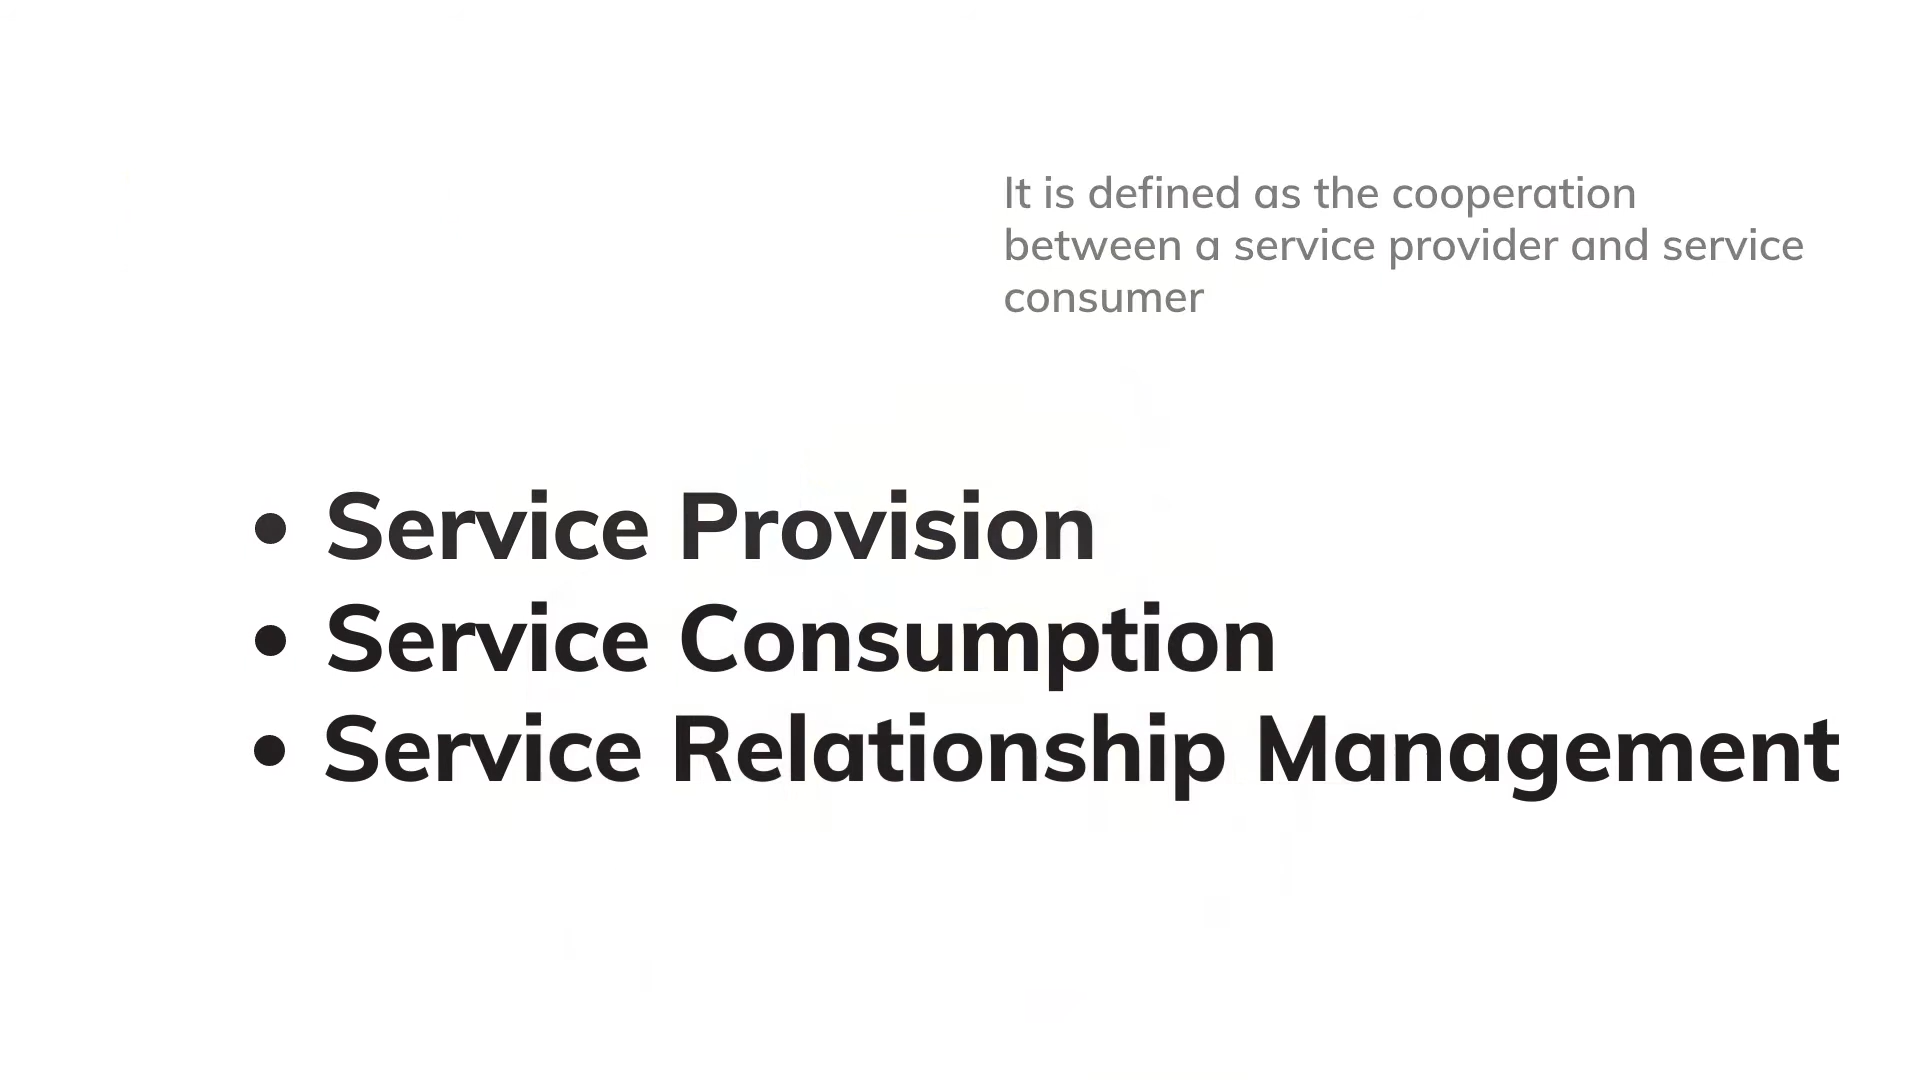 It is defined as the cooperation
between a service provider and service
consumer
• Service Provision
• Service Consumption
• Service Relationship Management